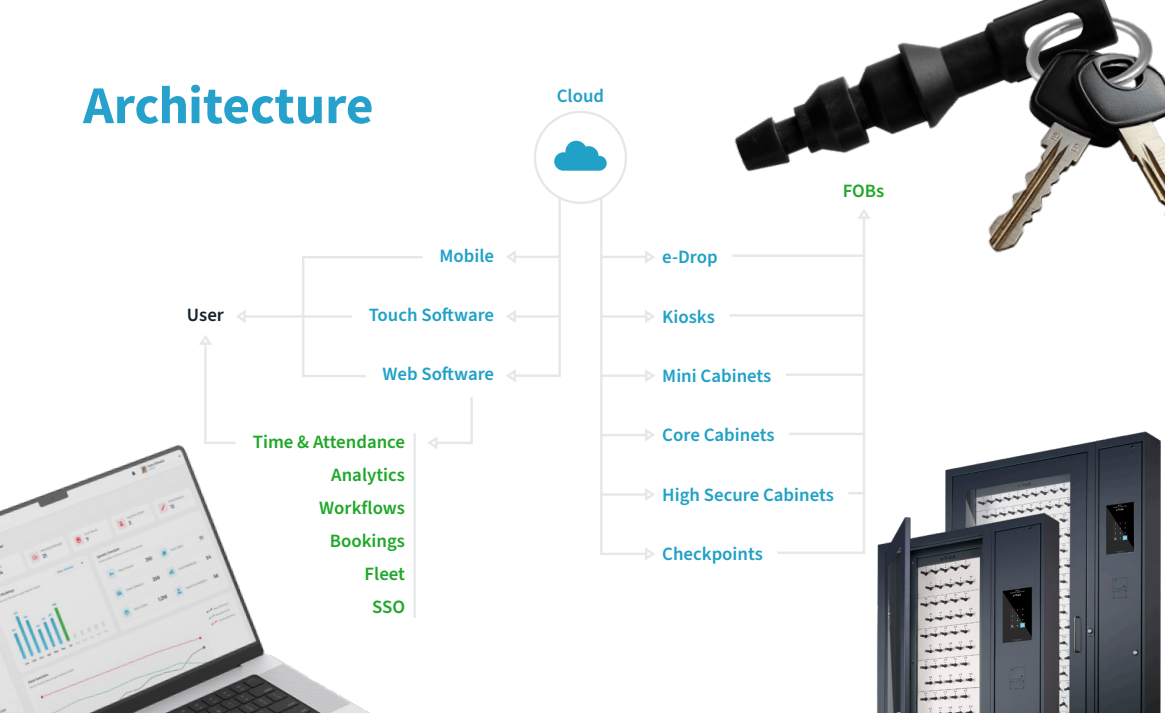 Architecture
Cloud
FOBs
Mobile
e-Drop
User
Touch Software
Kiosks
Web Software
Mini Cabinets
Time & Attendance
Core Cabinets
Analytics
High Secure Cabinets
Workflows
Bookings
Checkpoints
Fleet
SSO